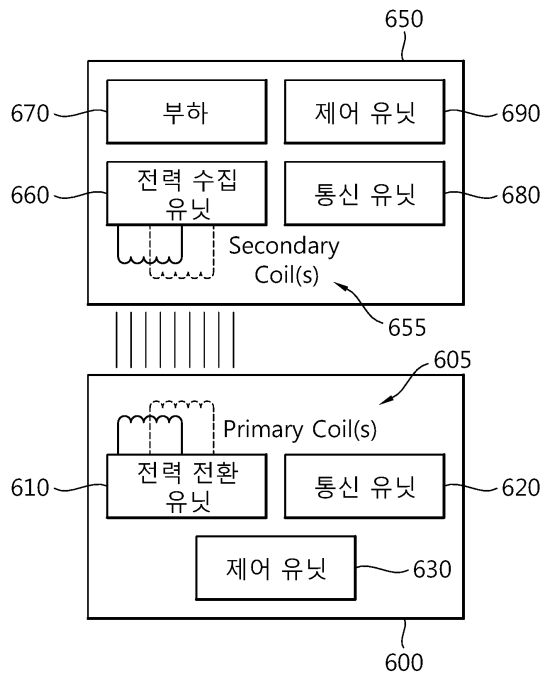 650
670
부하
제어 유닛
690
660
전력 수집
유닛
통신 유닛
680
Secondary
Coil(s)
655
605
Primary Coil(s)
610
전력 전환
유닛
통신 유닛
620
제어 유닛
630
600